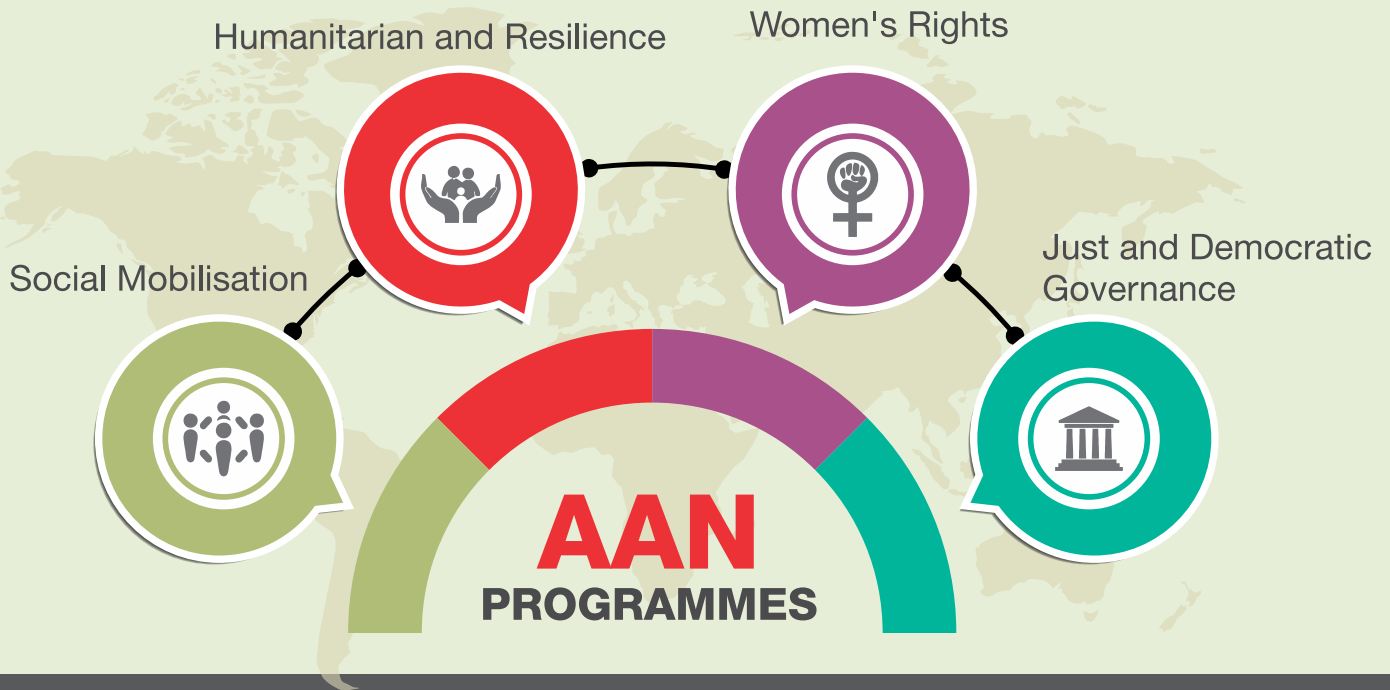 Humanitarian and Resilience
Women's Rights
Social Mobilisation
Just and Democratic
Governance
AAN
PROGRAMMES